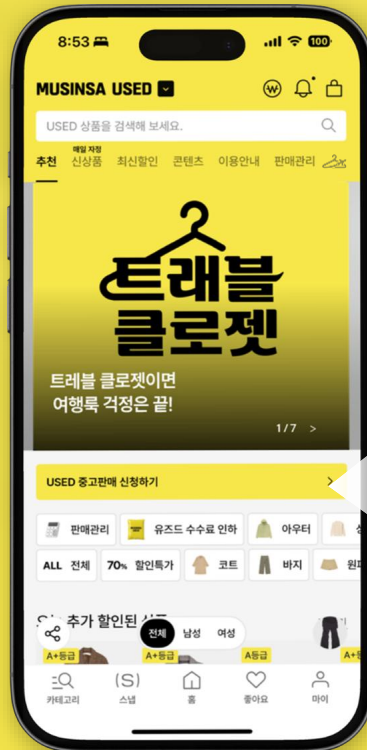 8:53
100
MUSINSA USED
USED 상품을 검색해 보세요.
매일 자정
추천 신상품 최신할인 콘텐츠 이용안내 판매관리
트래블
클로젯
트레블 클로젯이면
여행룩 걱정은 끝!
1/7 >
USED 중고판매 신청하기 >
판매관리 유즈드 수수료 인하 아우터
ALL 전체 70% 할인특가 코트 바지
추가 할인된
전체 남성 여성
A+등급 A+등급 A등급
카테고리 스냅 홈 좋아요 마이